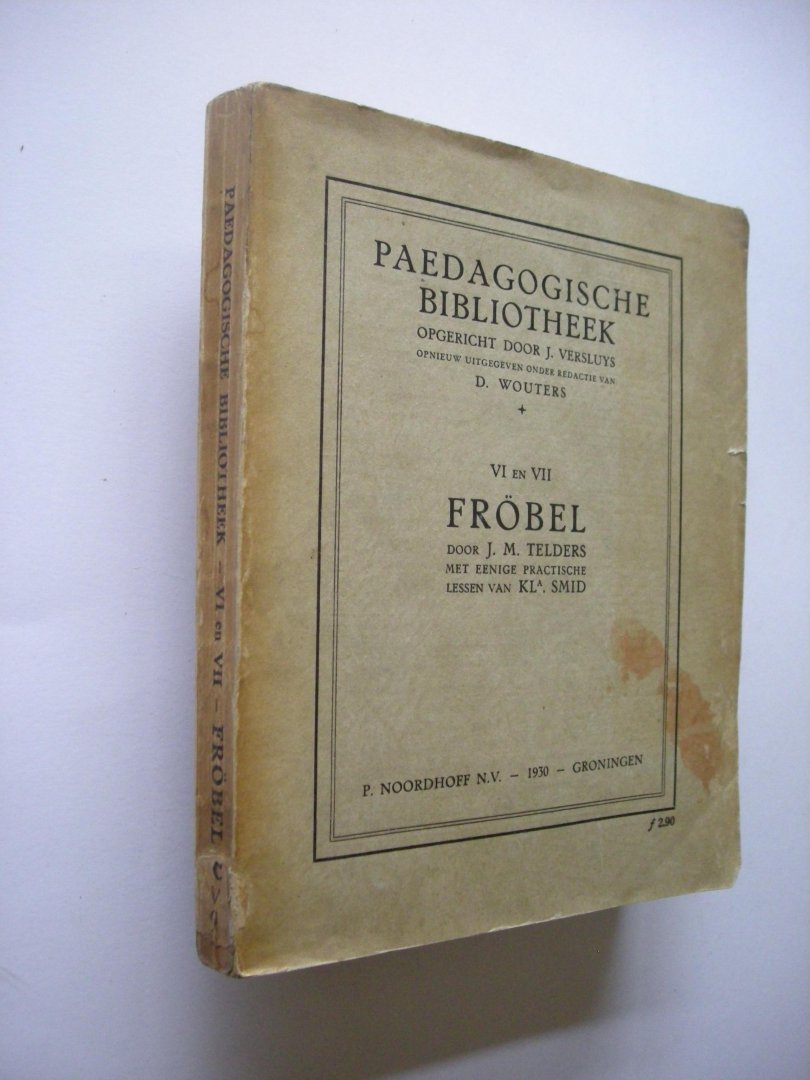 PAEDAGOGISCHE BIBLIOTHEEK – VI en VII – FRÖBEL
PAEDAGOGISCHE
BIBLIOTHEEK
OPGERICHT DOOR J. VERSLUYS
OPNIEUW UITGEGEVEN ONDER REDACTIE VAN
D. WOUTERS
VI EN VII
FRÖBEL
DOOR J. M. TELDERS
MET EENIGE PRACTISCHE
LESSEN VAN KLᴬ. SMID
P. NOORDHOFF N.V. – 1930 – GRONINGEN
ƒ 2.90